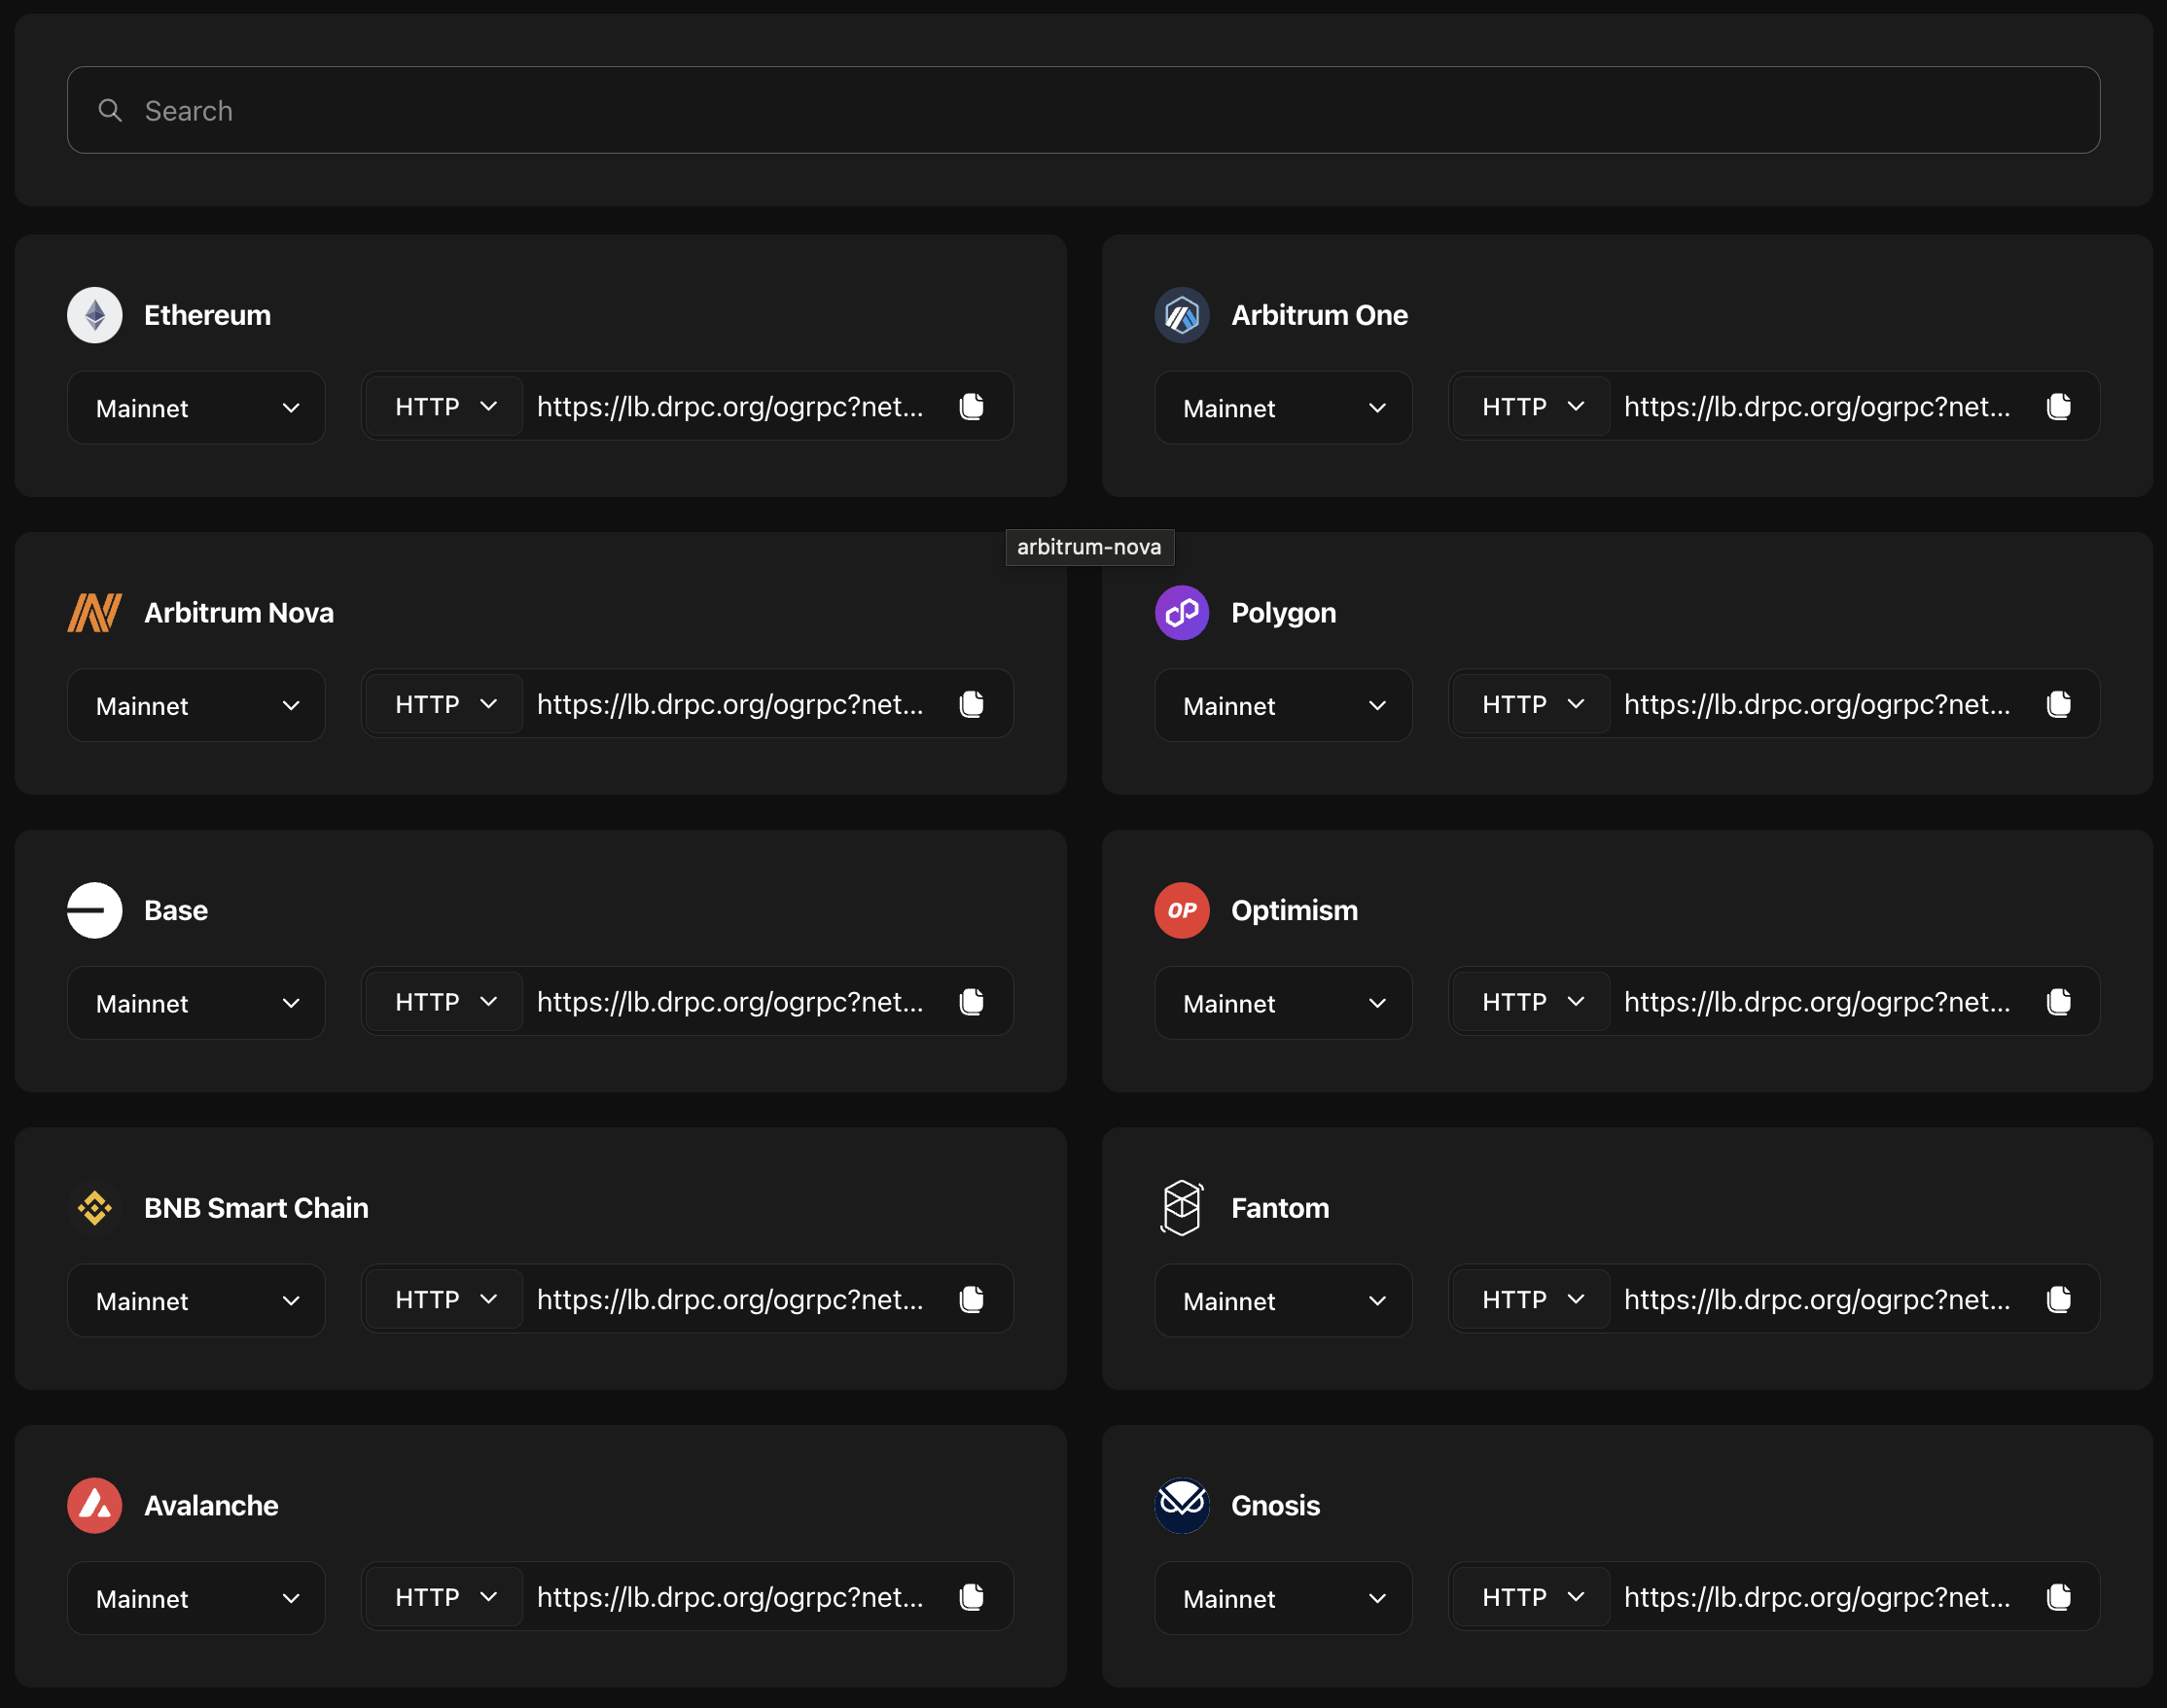 Search
Ethereum
Mainnet HTTP https://lb.drpc.org/ogrpc?net...
Arbitrum One
Mainnet HTTP https://lb.drpc.org/ogrpc?net...
arbitrum-nova
Arbitrum Nova
Mainnet HTTP https://lb.drpc.org/ogrpc?net...
Polygon
Mainnet HTTP https://lb.drpc.org/ogrpc?net...
Base
Mainnet HTTP https://lb.drpc.org/ogrpc?net...
OP Optimism
Mainnet HTTP https://lb.drpc.org/ogrpc?net...
BNB Smart Chain
Mainnet HTTP https://lb.drpc.org/ogrpc?net...
Fantom
Mainnet HTTP https://lb.drpc.org/ogrpc?net...
Avalanche
Mainnet HTTP https://lb.drpc.org/ogrpc?net...
Gnosis
Mainnet HTTP https://lb.drpc.org/ogrpc?net...